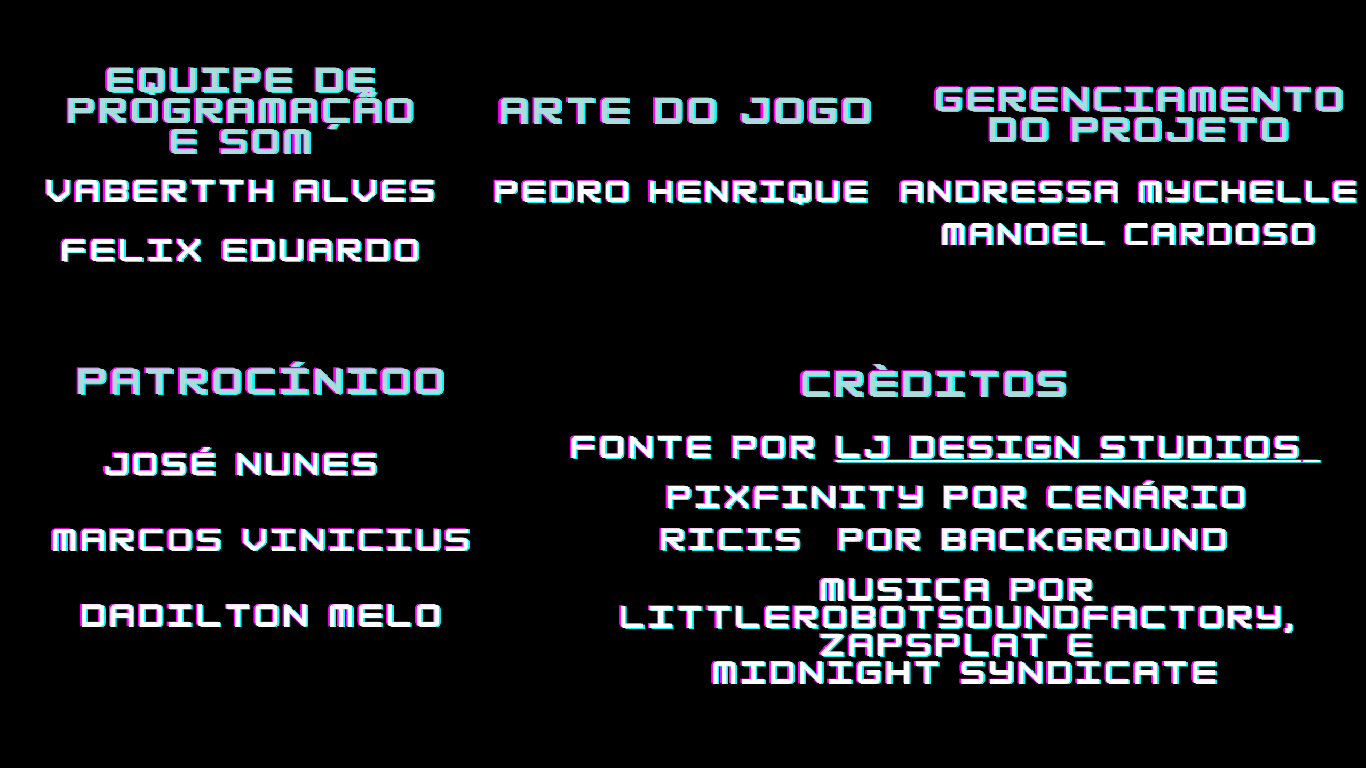 EQUIPE DE
PROGRAMAÇÃO
E SOM
VABERTTH ALVES
FELIX EDUARDO
ARTE DO JOGO
PEDRO HENRIQUE
GERENCIAMENTO
DO PROJETO
ANDRESSA MYCHELLE
MANOEL CARDOSO
PATROCÍNIOO
JOSÉ NUNES
MARCOS VINICIUS
DADILTON MELO
CRÈDITOS
FONTE POR LJ DESIGN STUDIOS_
PIXFINITY POR CENÁRIO
RICIS POR BACKGROUND
MUSICA POR
LITTLEROBOTSOUNDFACTORY,
ZAPSPLAT E
MIDNIGHT SYNDICATE